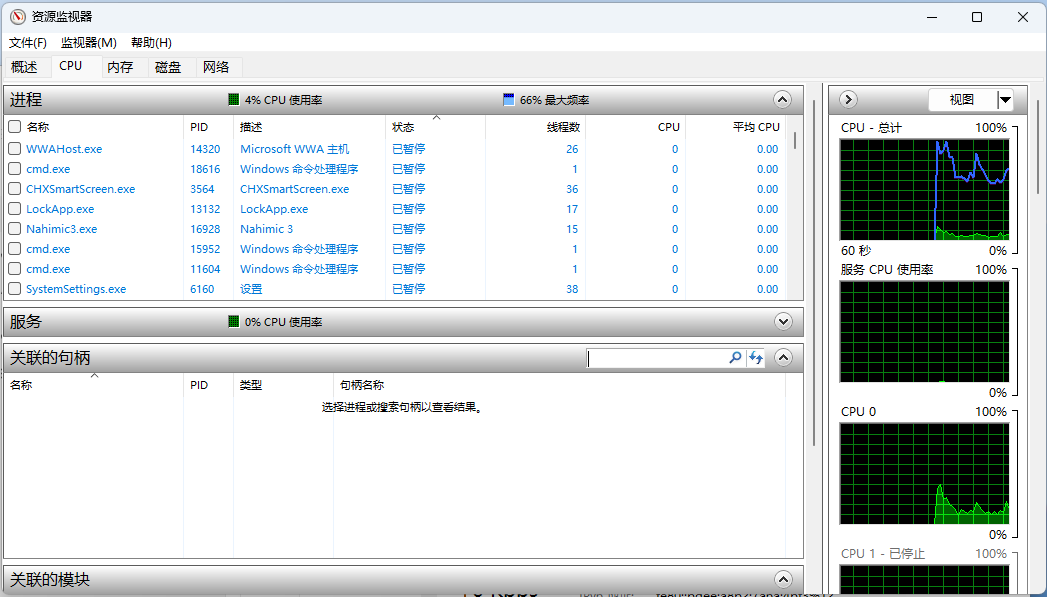 资源监视器
文件(F) 监视器(M) 帮助(H)
概述 CPU 内存 磁盘 网络
进程 4% CPU 使用率 66% 最大频率
名称 PID 描述 状态 线程数 CPU 平均 CPU
WWAHost.exe 14320 Microsoft WWA 主机 已暂停 26 0 0.00
cmd.exe 18616 Windows 命令处理程序 已暂停 1 0 0.00
CHXSmartScreen.exe 3564 CHXSmartScreen.exe 已暂停 36 0 0.00
LockApp.exe 13132 LockApp.exe 已暂停 17 0 0.00
Nahimic3.exe 16928 Nahimic 3 已暂停 15 0 0.00
cmd.exe 15952 Windows 命令处理程序 已暂停 1 0 0.00
cmd.exe 11604 Windows 命令处理程序 已暂停 1 0 0.00
SystemSettings.exe 6160 设置 已暂停 38 0 0.00
服务 0% CPU 使用率
关联的句柄
名称 PID 类型 句柄名称
选择进程或搜索句柄以查看结果。
关联的模块
视图
CPU - 总计 100%
60 秒 0%
服务 CPU 使用率 100%
0%
CPU 0 100%
0%
CPU 1 - 已停止 100%